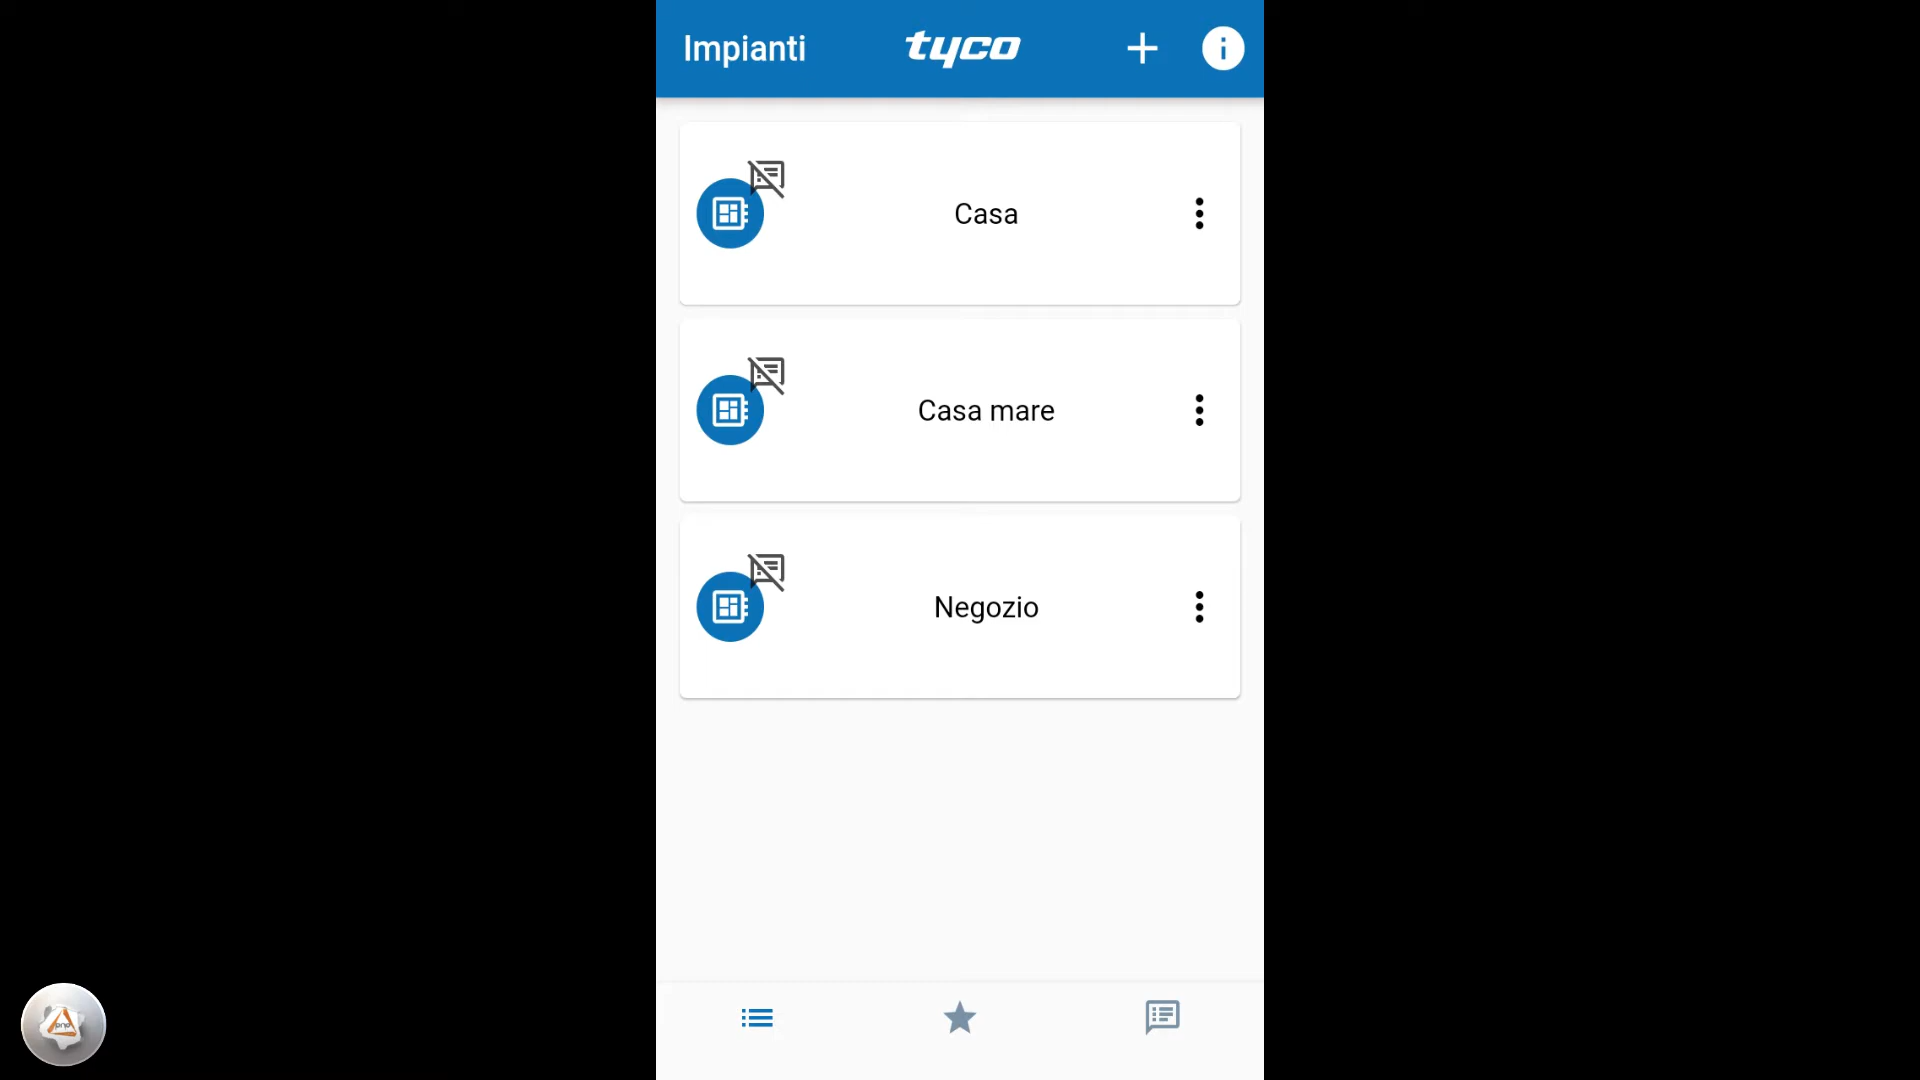 Impianti
tyco
Casa
Casa mare
Negozio